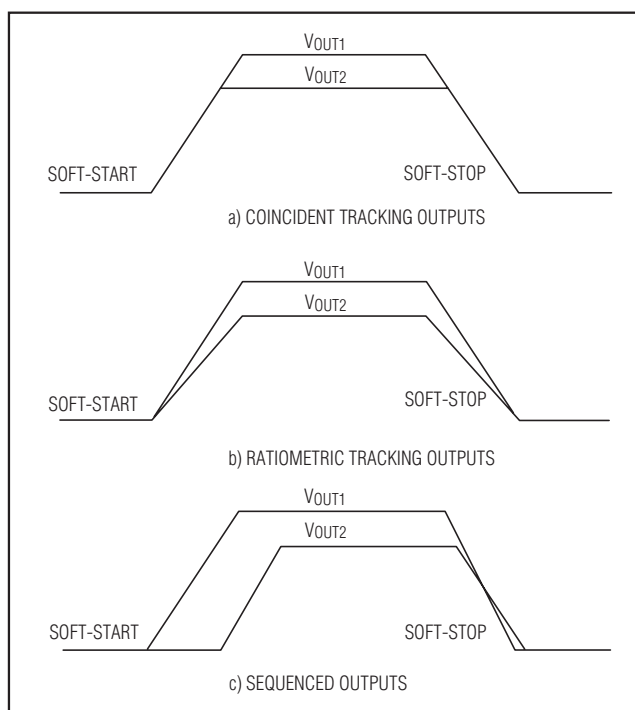 VOUT1
VOUT2
SOFT-START
SOFT-STOP
a) COINCIDENT TRACKING OUTPUTS
VOUT1
VOUT2
SOFT-START
SOFT-STOP
b) RATIOMETRIC TRACKING OUTPUTS
VOUT1
VOUT2
SOFT-START
SOFT-STOP
c) SEQUENCED OUTPUTS